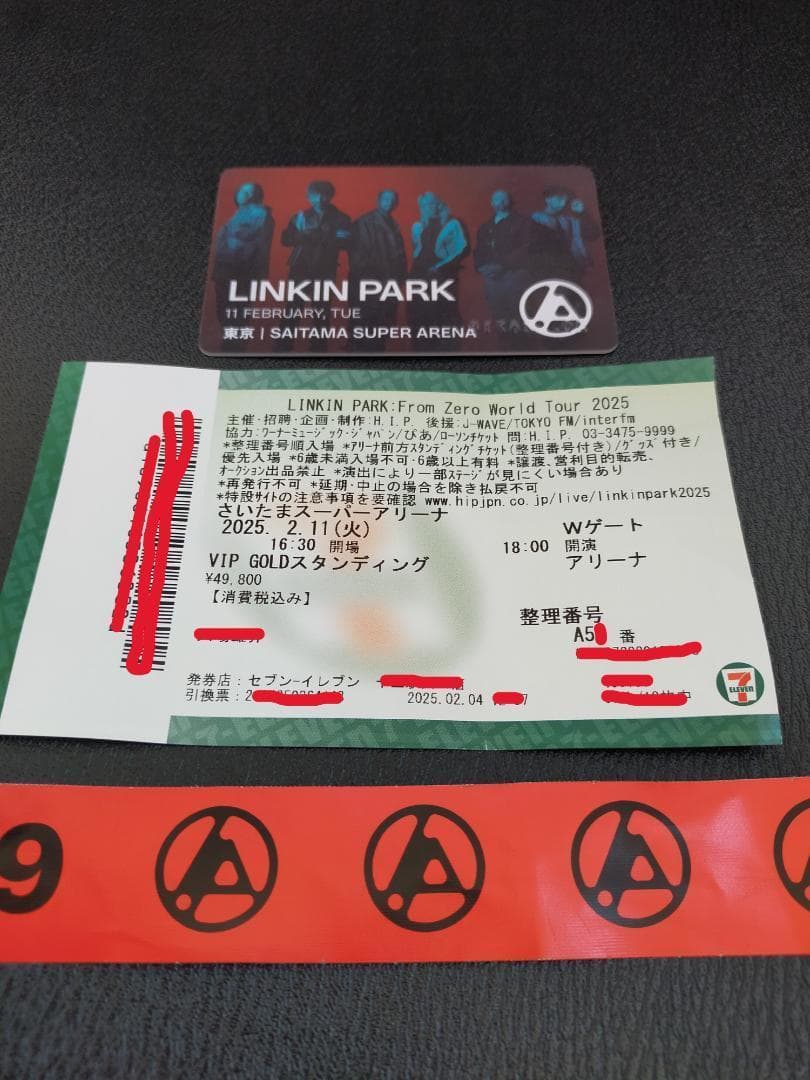 LINKIN PARK
11 FEBRUARY, TUE
東京 | SAITAMA SUPER ARENA
LINKIN PARK:From Zero World Tour 2025
主催・招聘・企画・制作:H.I.P. 後援:J-WAVE/TOKYO FM/interfm
協力:ワーナーミュージック・ジャパン/ぴあ/ローソンチケット 問:H.I.P. 03-3475-9999
*整理番号順入場 *アリーナ前方スタンディングチケット(整理番号付き)/グッズ付き/
優先入場 *6歳未満入場不可・6歳以上有料 *譲渡、営利目的転売、
オークション出品禁止 *演出により一部ステージが見にくい場合あり
*再発行不可 *延期・中止の場合を除き払戻不可
*特設サイトの注意事項を要確認 www.hipjpn.co.jp/live/linkinpark2025
さいたまスーパーアリーナ
2025. 2.11(火) Wゲート
16:30 開場 18:00 開演
VIP GOLDスタンディング アリーナ
¥49,800
【消費税込み】
整理番号
A5 番
発券店:セブン-イレブン
引換票:2 2025.02.04
7 ELEVEN
7-ELEVEN
9